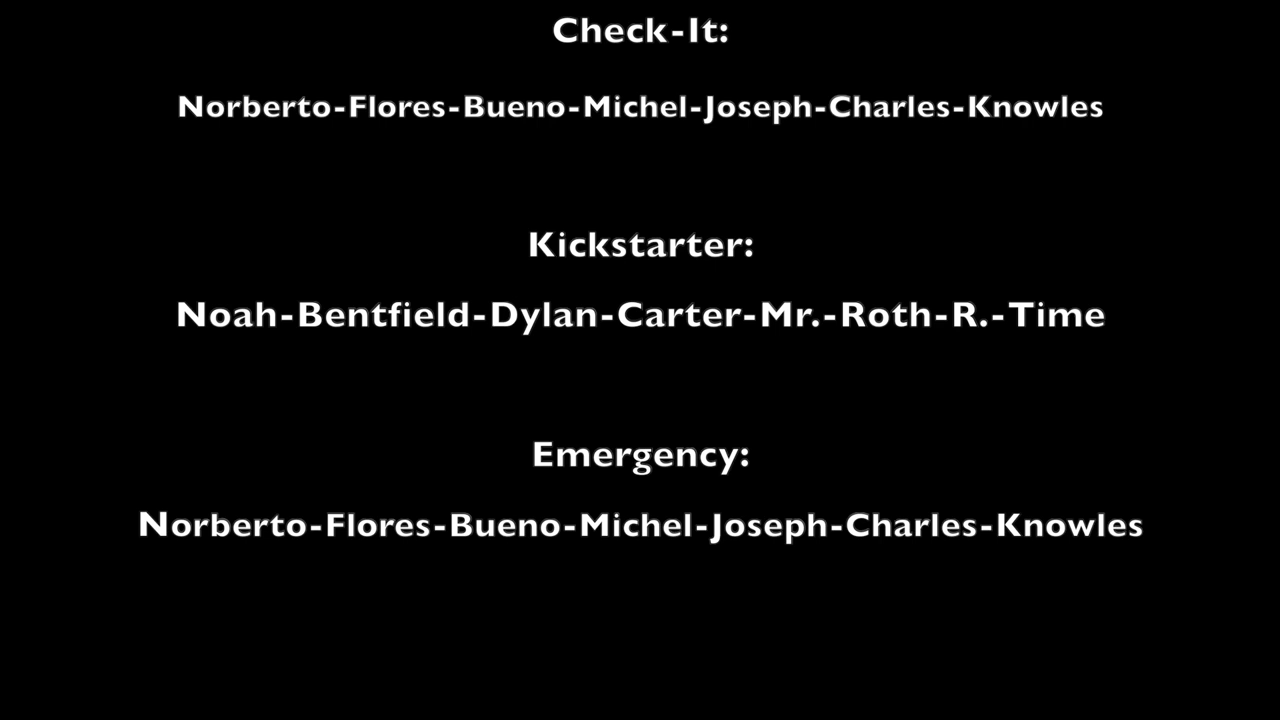 Check-It:
Norberto-Flores-Bueno-Michel-Joseph-Charles-Knowles
Kickstarter:
Noah-Bentfield-Dylan-Carter-Mr.-Roth-R.-Time
Emergency:
Norberto-Flores-Bueno-Michel-Joseph-Charles-Knowles